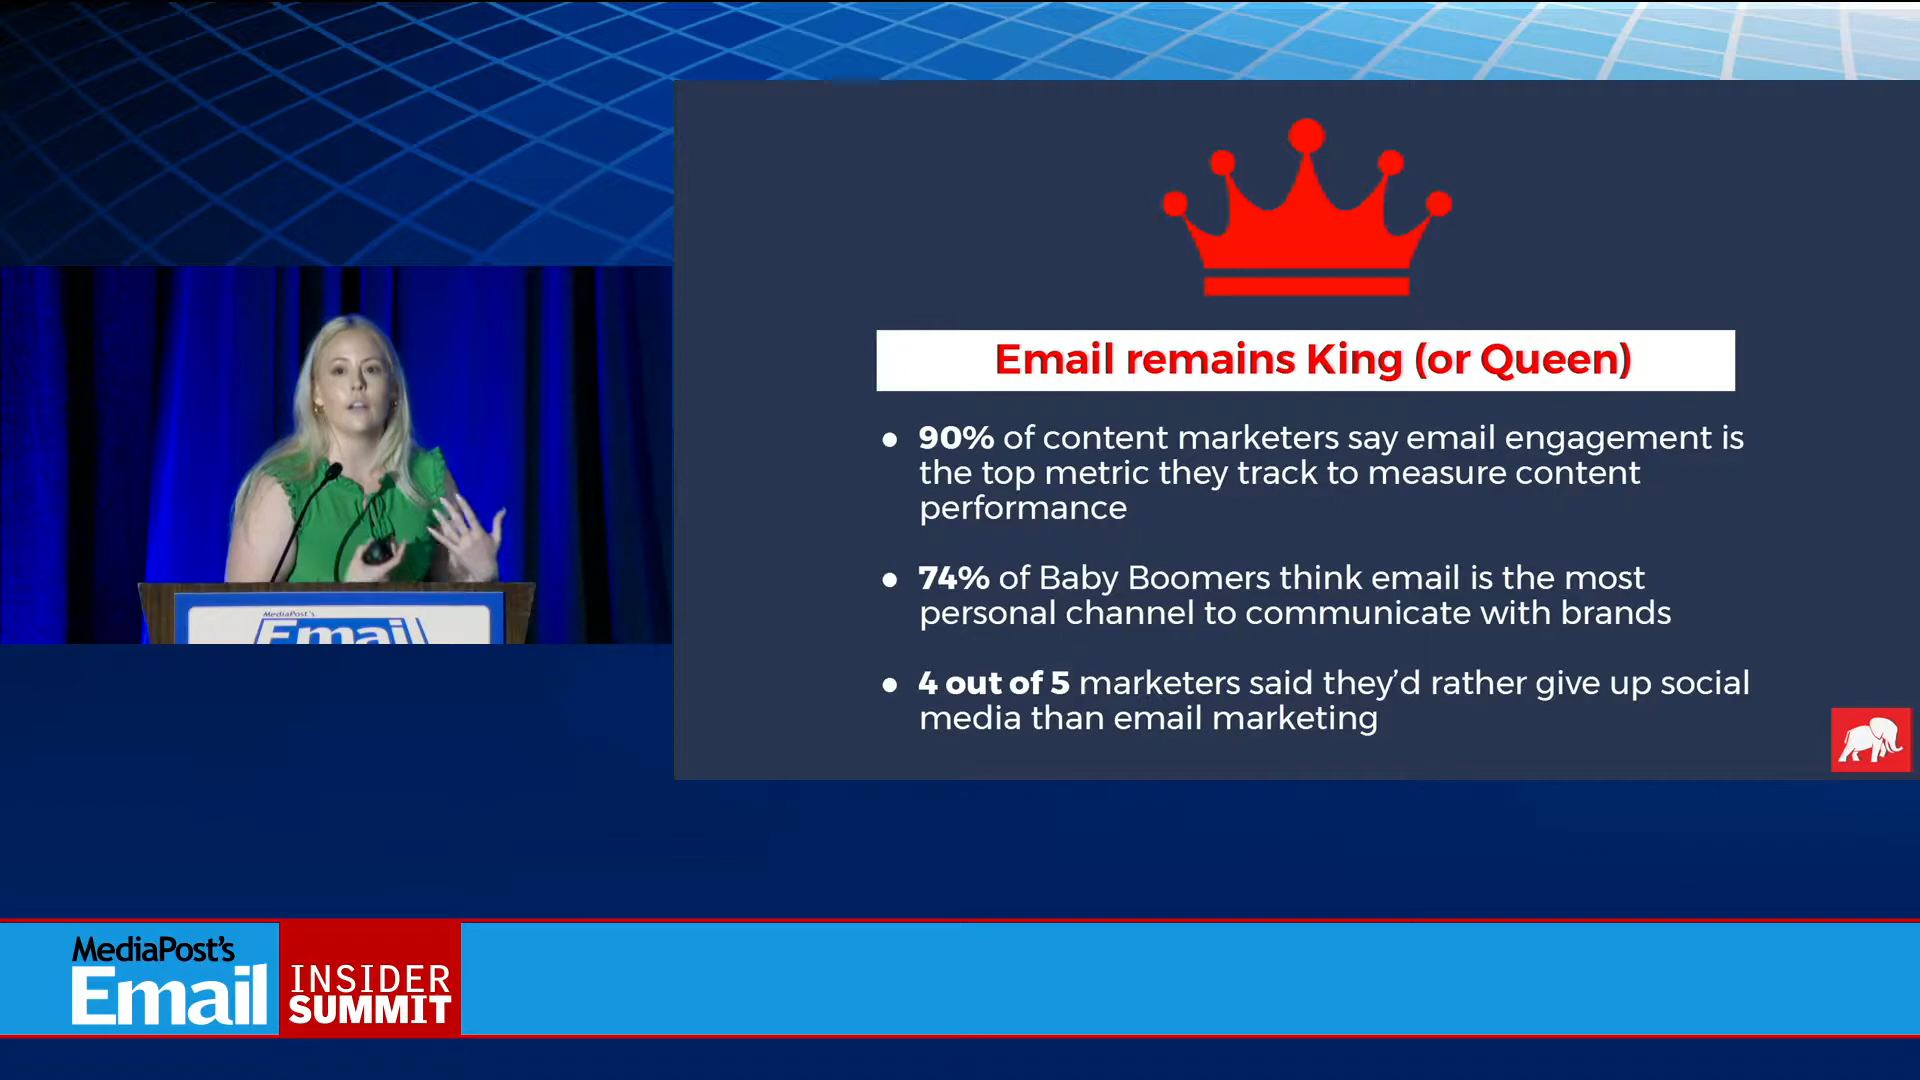 Email remains King (or Queen)
● 90% of content marketers say email engagement is
the top metric they track to measure content
performance
● 74% of Baby Boomers think email is the most
personal channel to communicate with brands
● 4 out of 5 marketers said they’d rather give up social
media than email marketing
MediaPost's
Email
MediaPost's
Email
INSIDER
SUMMIT